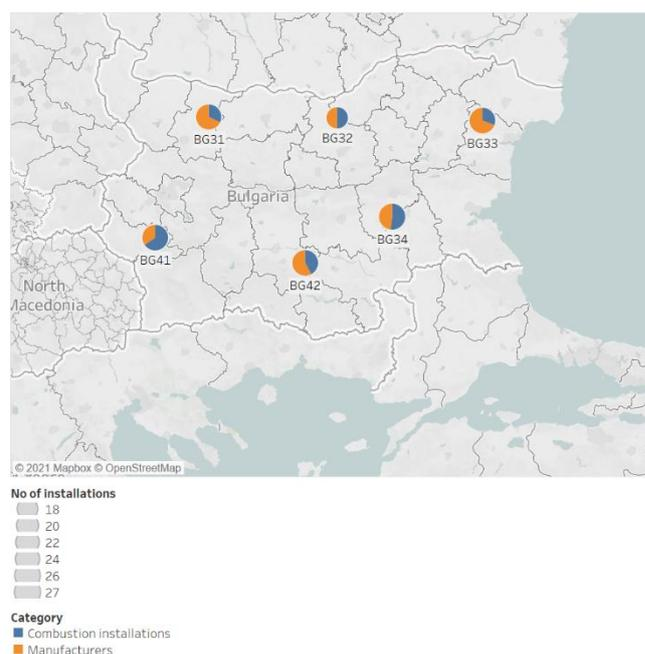 BG31
BG32
BG33
Bulgaria
BG34
BG41
BG42
North
Macedonia
© 2021 Mapbox © OpenStreetMap
No of installations
18
20
22
24
26
27
Category
Combustion installations
Manufacturers